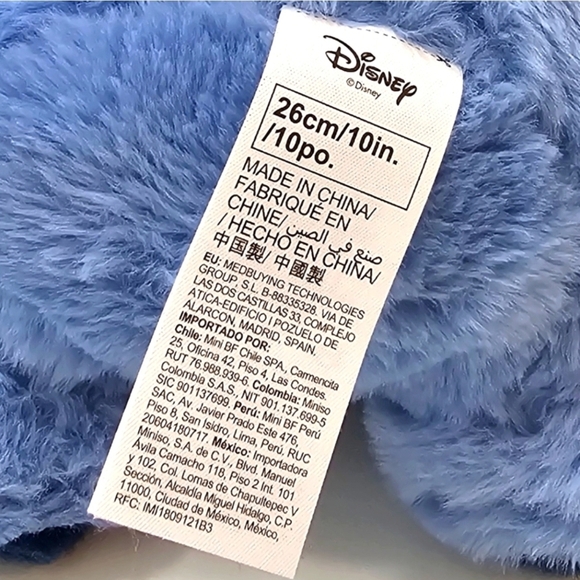 Disney
©Disney
26cm/10in.
/10po.
MADE IN CHINA/
FABRIQUÉ EN
CHINE/صنع في الصين
/ HECHO EN CHINA/
中国製/ 中國製
EU: MEDBUYING TECHNOLOGIES
GROUP. S.L. B-88335328. VIA DE
LAS DOS CASTILLAS 33. COMPLEJO
ÁTICA-EDIFICIO I POZUELO DE
ALARCON, MADRID, SPAIN.
IMPORTADO POR:
Chile: Mini BF Chile SPA, Carmencita
25, Oficina 42, Piso 4, Las Condes.
RUT 76.988.939-6. Colombia: Miniso
Colombia S.A.S., NIT 901.137.699-5
SIC 901137699. Perú: Mini BF Perú
SAC, Av. Javier Prado Este 476,
Piso 8, San Isidro, Lima, Perú, RUC
20604180717. México: Importadora
Miniso, S.A. de C.V., Blvd. Manuel
Ávila Camacho 118, Piso 2 Int. 101
y 102, Col. Lomas de Chapultepec V
Sección, Alcaldía Miguel Hidalgo, C.P.
11000, Ciudad de México, México,
RFC: IMI1809121B3